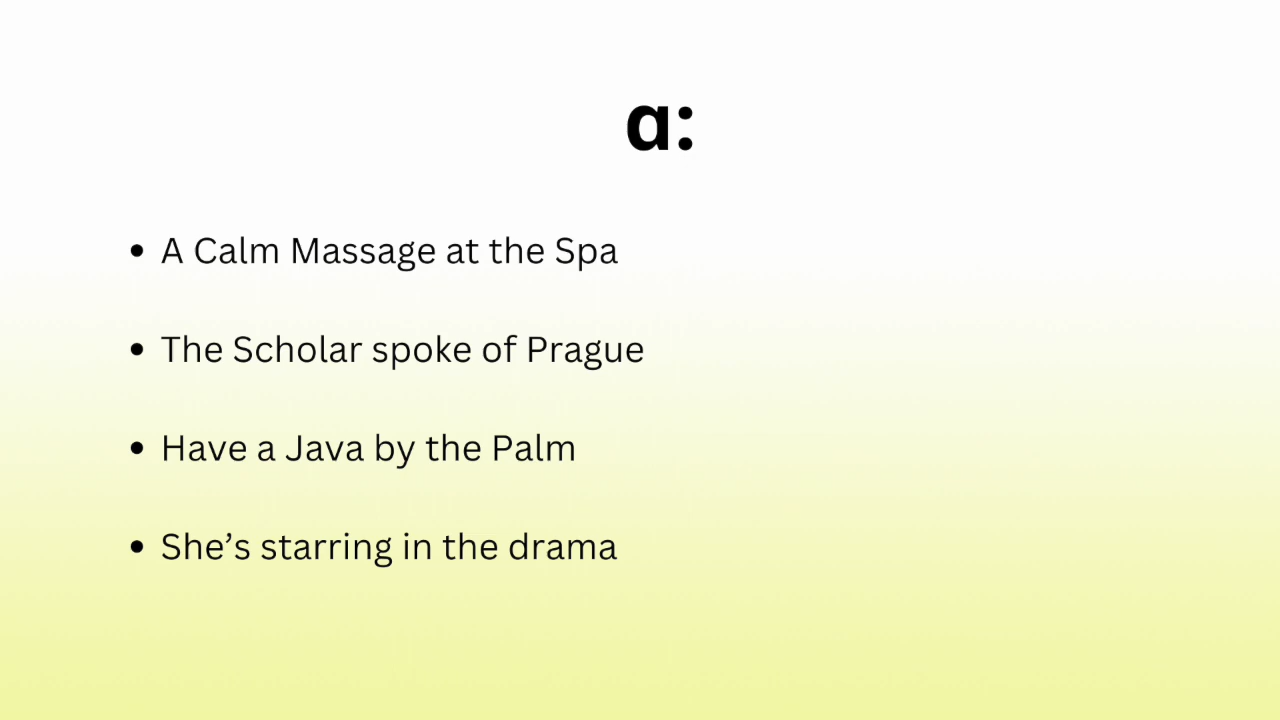 ɑ:
• A Calm Massage at the Spa
• The Scholar spoke of Prague
• Have a Java by the Palm
• She’s starring in the drama